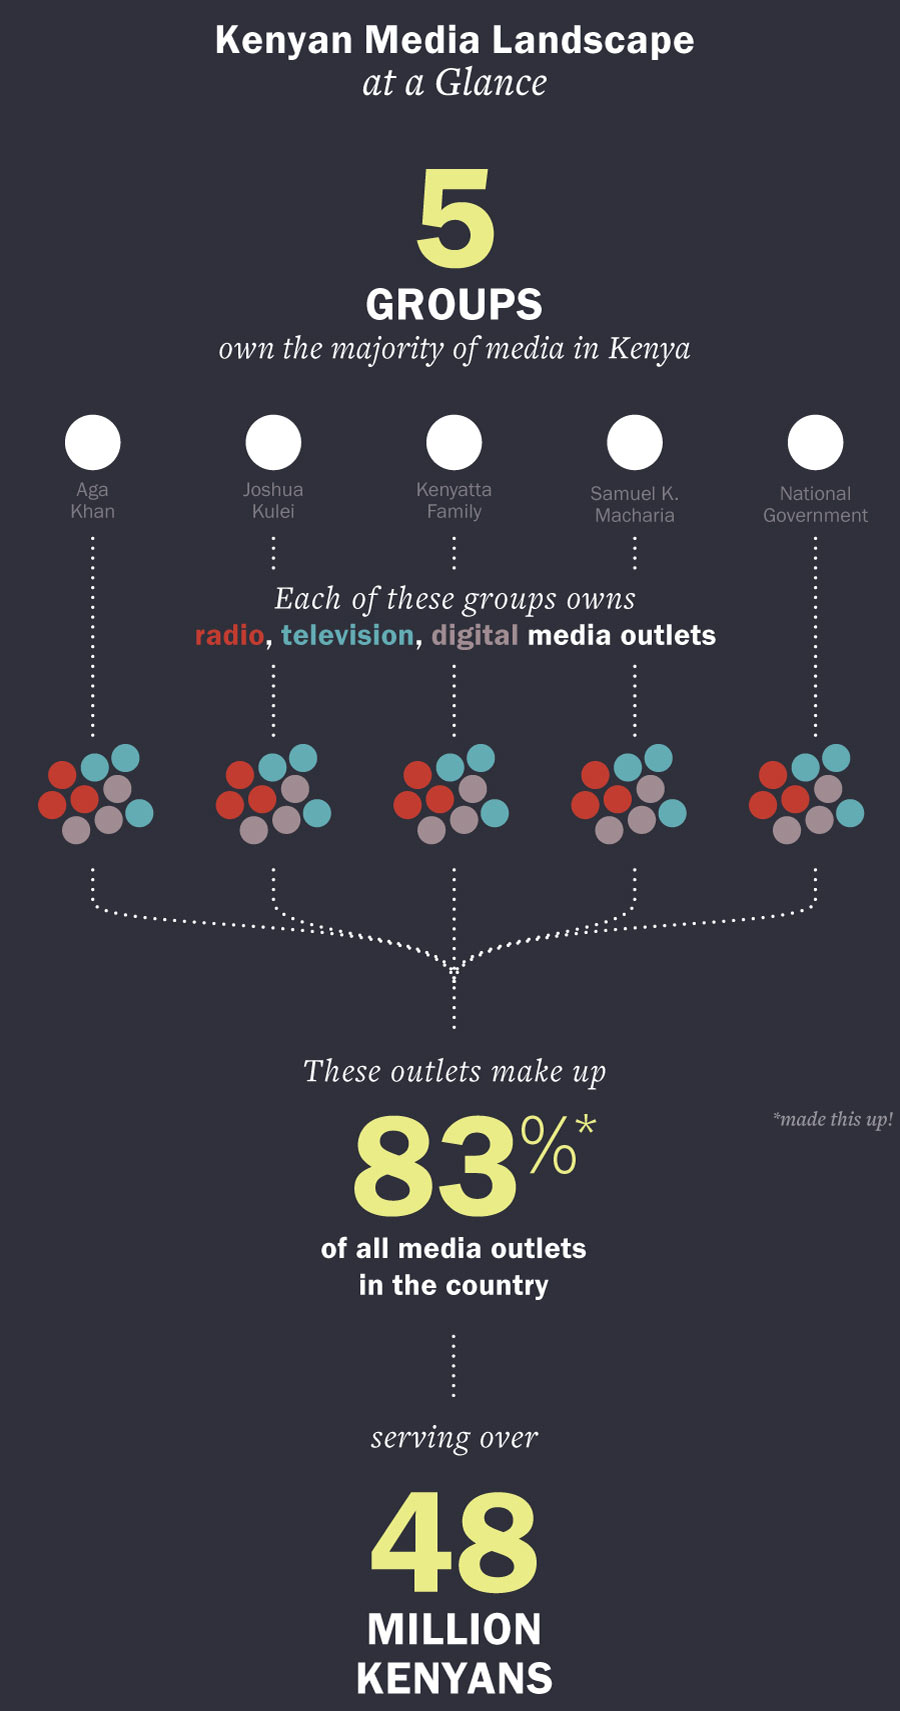 Kenyan Media Landscape
at a Glance
5
GROUPS
own the majority of media in Kenya
Aga
Khan
Joshua
Kulei
Kenyatta
Family
Samuel K.
Macharia
National
Government
Each of these groups owns
radio, television, digital media outlets
These outlets make up
83%*
*made this up!
of all media outlets
in the country
serving over
48
MILLION
KENYANS